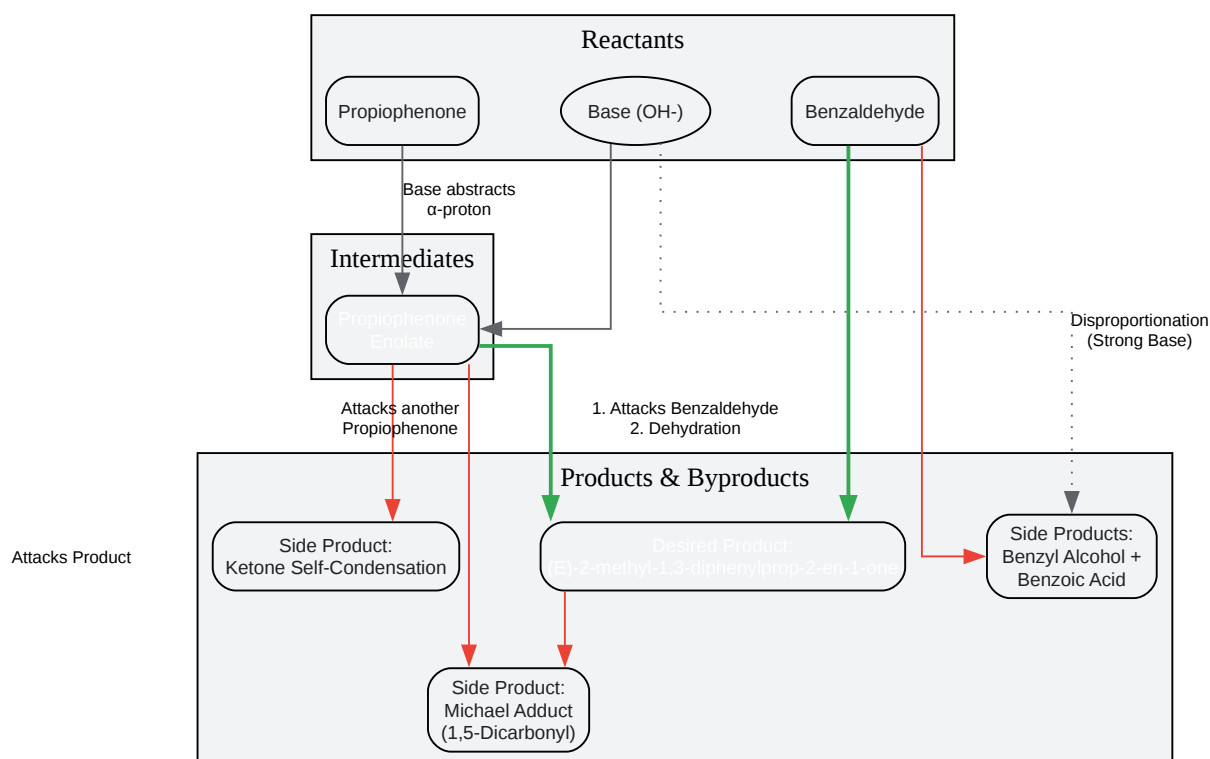 Reactants
Propiophenone
Base (OH-)
Benzaldehyde
Base abstracts
α-proton
Intermediates
Propiophenone
Enolate
Disproportionation
(Strong Base)
Attacks another
Propiophenone
1. Attacks Benzaldehyde
2. Dehydration
Products & Byproducts
Attacks Product
Side Product:
Ketone Self-Condensation
Desired Product:
(E)-2-methyl-1,3-diphenylprop-2-en-1-one
Side Products:
Benzyl Alcohol +
Benzoic Acid
Side Product:
Michael Adduct
(1,5-Dicarbonyl)